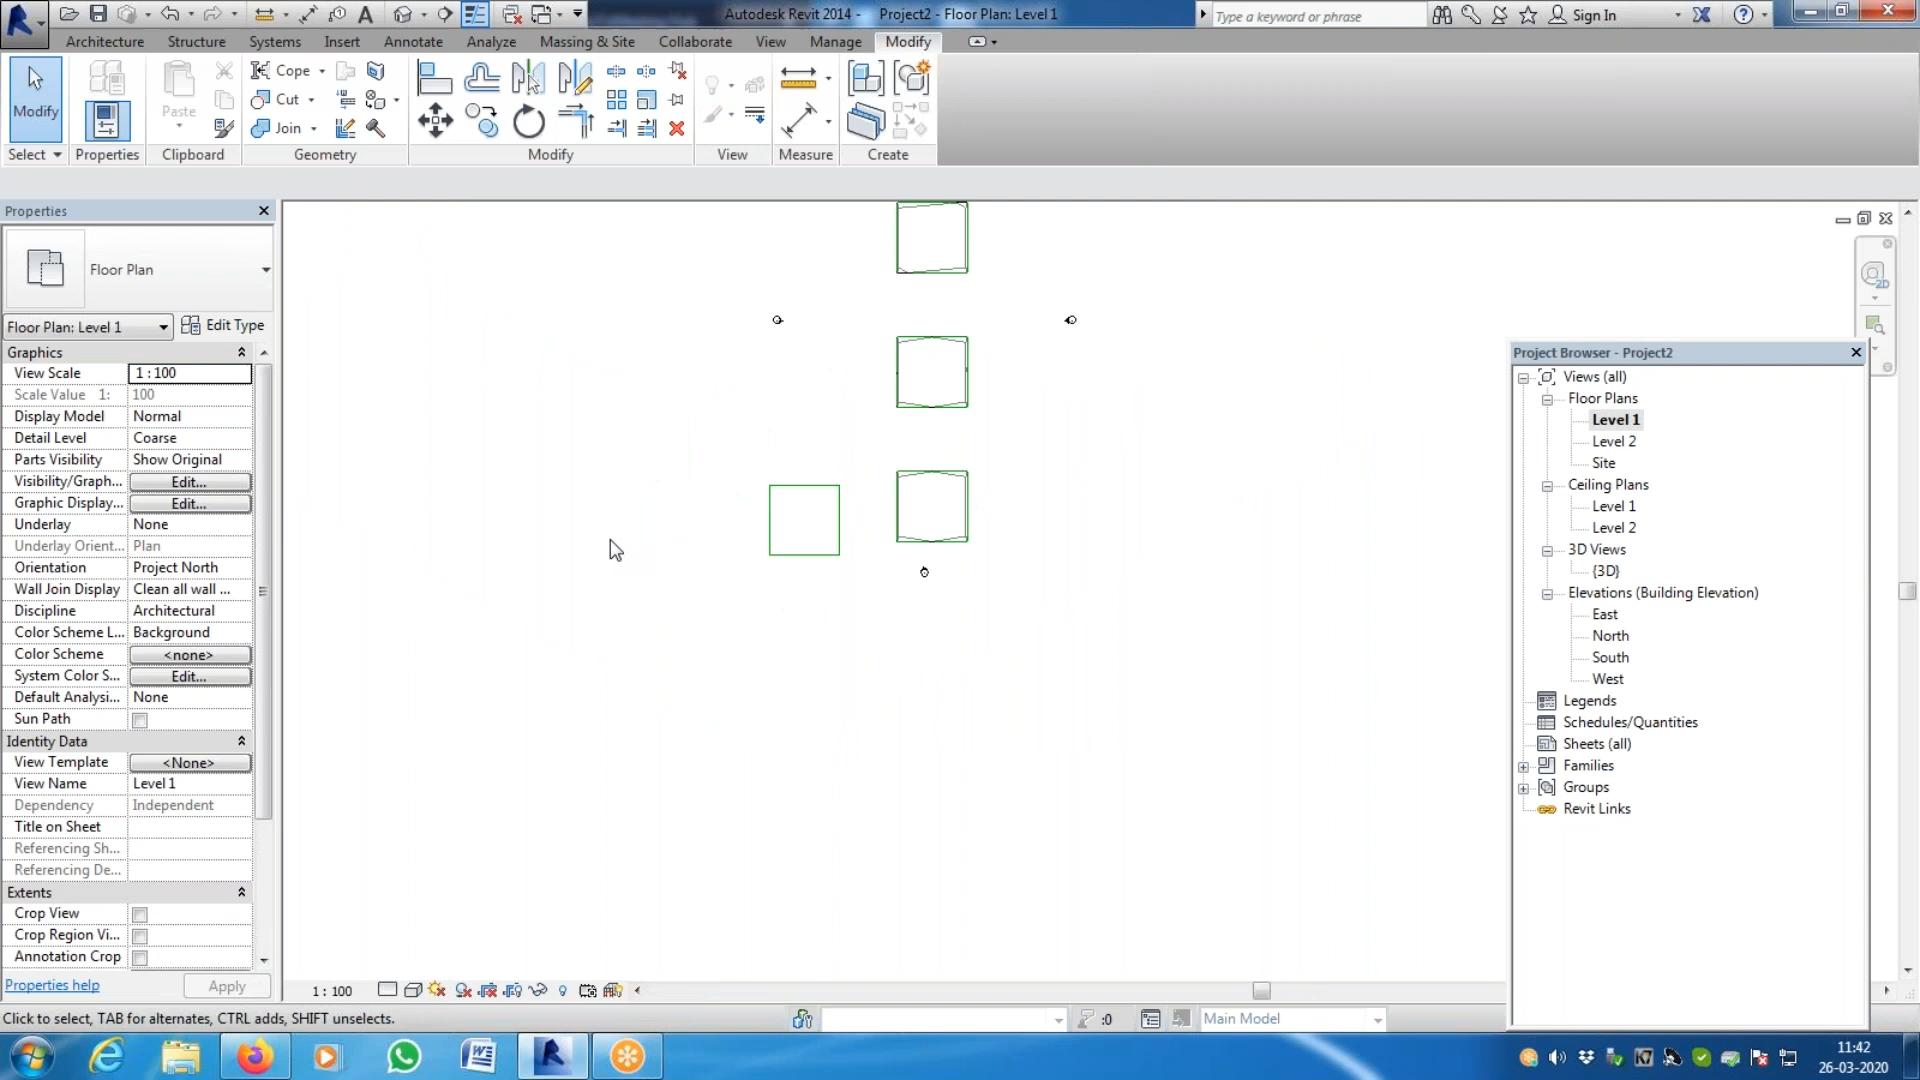 Autodesk Revit 2014 - Project2 - Floor Plan: Level 1
Type a keyword or phrase
Sign In
Architecture Structure Systems Insert Annotate Analyze Massing & Site Collaborate View Manage Modify
Modify
Paste
Cope
Cut
Join
Select Properties Clipboard Geometry Modify View Measure Create
Properties
Floor Plan
Floor Plan: Level 1 Edit Type
Graphics
View Scale 1 : 100
Scale Value 1: 100
Display Model Normal
Detail Level Coarse
Parts Visibility Show Original
Visibility/Graph... Edit...
Graphic Display... Edit...
Underlay None
Underlay Orient... Plan
Orientation Project North
Wall Join Display Clean all wall ...
Discipline Architectural
Color Scheme L... Background
Color Scheme <none>
System Color S... Edit...
Default Analysi... None
Sun Path
Identity Data
View Template <None>
View Name Level 1
Dependency Independent
Title on Sheet
Referencing Sh...
Referencing De...
Extents
Crop View
Crop Region Vi...
Annotation Crop
Properties help Apply
2D
Project Browser - Project2
Views (all)
Floor Plans
Level 1
Level 2
Site
Ceiling Plans
Level 1
Level 2
3D Views
{3D}
Elevations (Building Elevation)
East
North
South
West
Legends
Schedules/Quantities
Sheets (all)
Families
Groups
Revit Links
1 : 100
Click to select, TAB for alternates, CTRL adds, SHIFT unselects.
:0
Main Model
11:42
26-03-2020